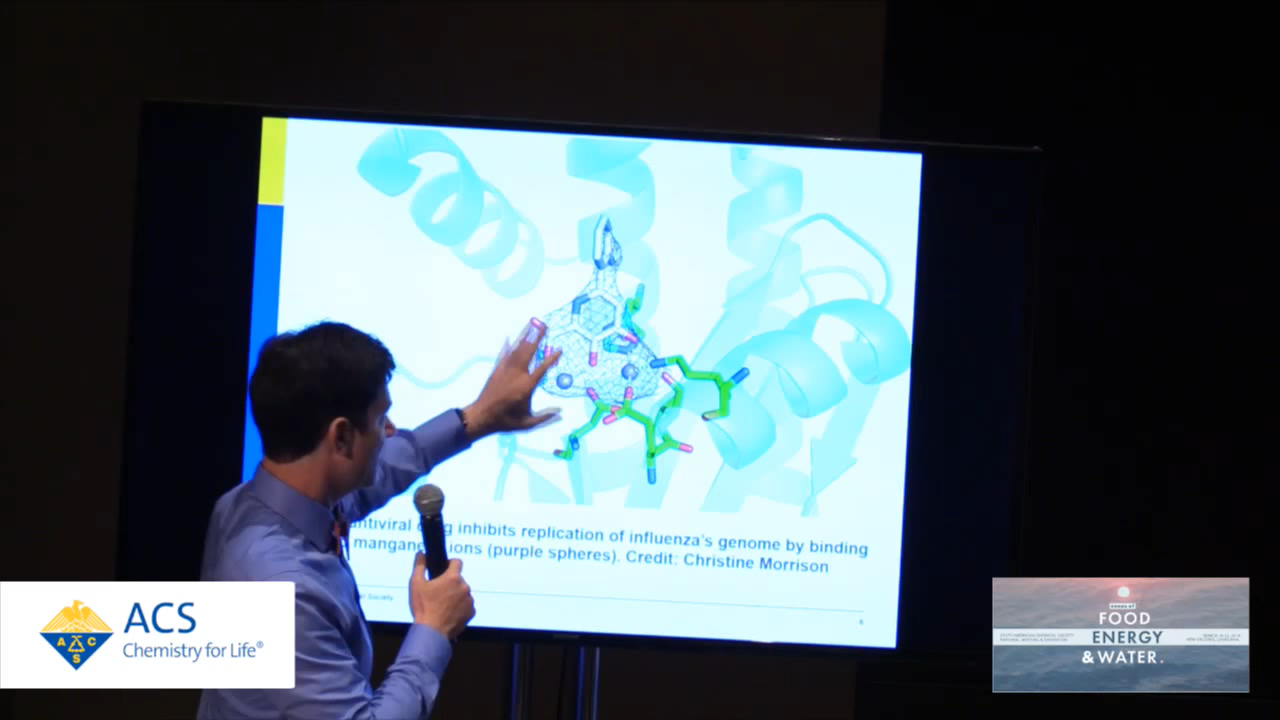 antiviral inhibits replication of influenza's genome by binding
ions (purple spheres). Credit: Christine Morrison
6
ACS
Chemistry for Life®
A C S
FOOD
ENERGY
& WATER.